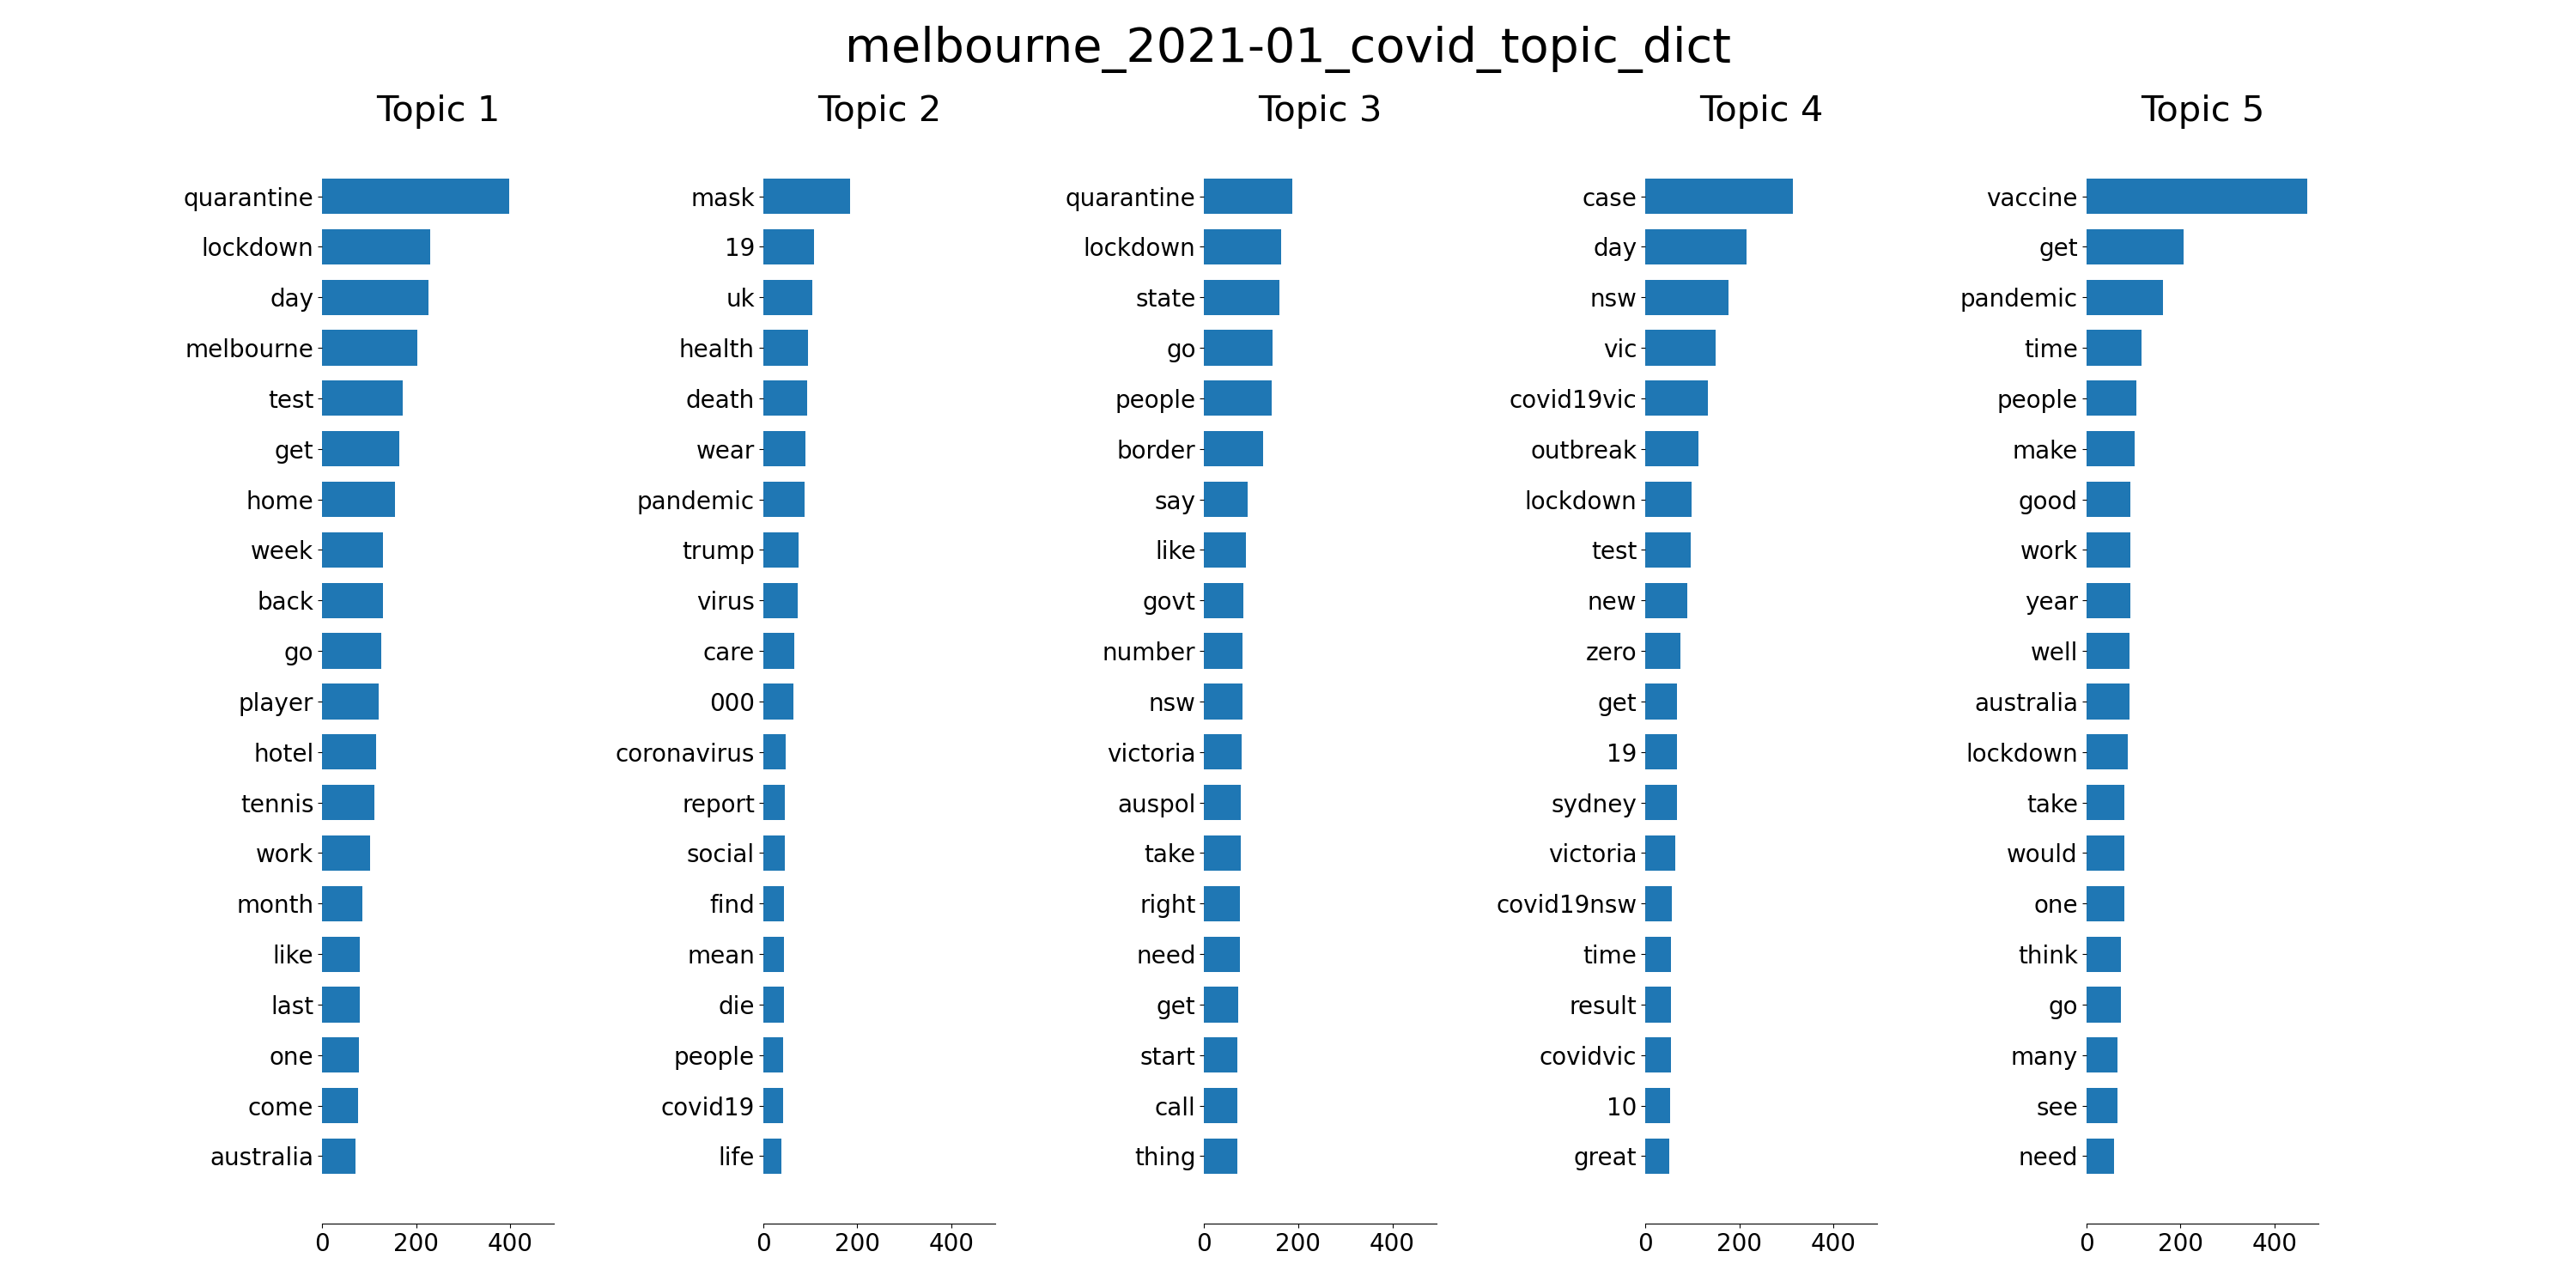 melbourne_2021-01_covid_topic_dict
Topic 1
quarantine
lockdown
day
melbourne
test
get
home
week
back
go
player
hotel
tennis
work
month
like
last
one
come
australia
0 200 400
Topic 2
mask
19
uk
health
death
wear
pandemic
trump
virus
care
000
coronavirus
report
social
find
mean
die
people
covid19
life
0 200 400
Topic 3
quarantine
lockdown
state
go
people
border
say
like
govt
number
nsw
victoria
auspol
take
right
need
get
start
call
thing
0 200 400
Topic 4
case
day
nsw
vic
covid19vic
outbreak
lockdown
test
new
zero
get
19
sydney
victoria
covid19nsw
time
result
covidvic
10
great
0 200 400
Topic 5
vaccine
get
pandemic
time
people
make
good
work
year
well
australia
lockdown
take
would
one
think
go
many
see
need
0 200 400